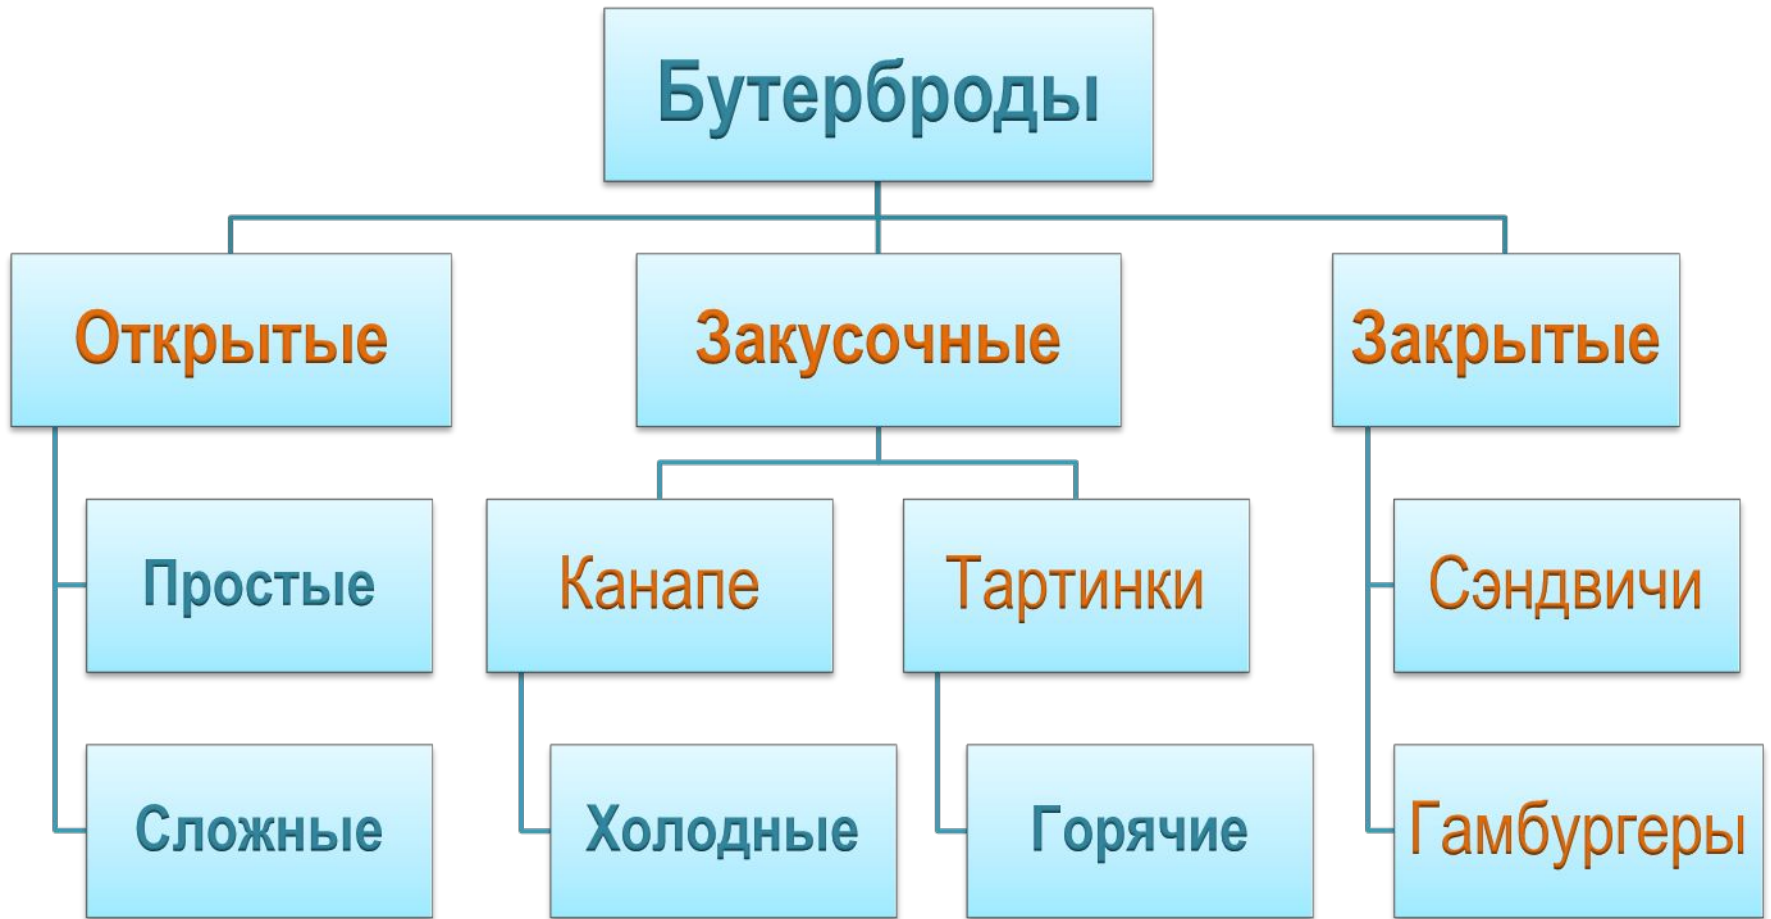 Бутерброды
Открытые
Закусочные
Закрытые
Простые
Канапе
Тартинки
Сэндвичи
Сложные
Холодные
Горячие
Гамбургеры